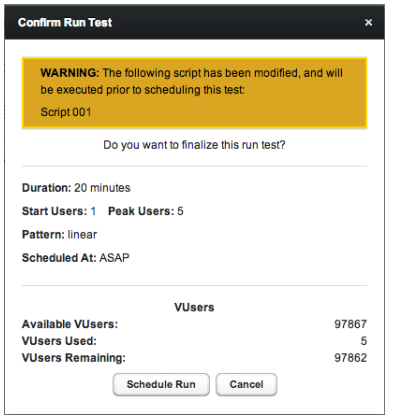 Confirm Run Test ×
WARNING: The following script has been modified, and will
be executed prior to scheduling this test:
Script 001
Do you want to finalize this run test?
Duration: 20 minutes
Start Users: 1 Peak Users: 5
Pattern: linear
Scheduled At: ASAP
VUsers
Available VUsers: 97867
VUsers Used: 5
VUsers Remaining: 97862
Schedule Run Cancel